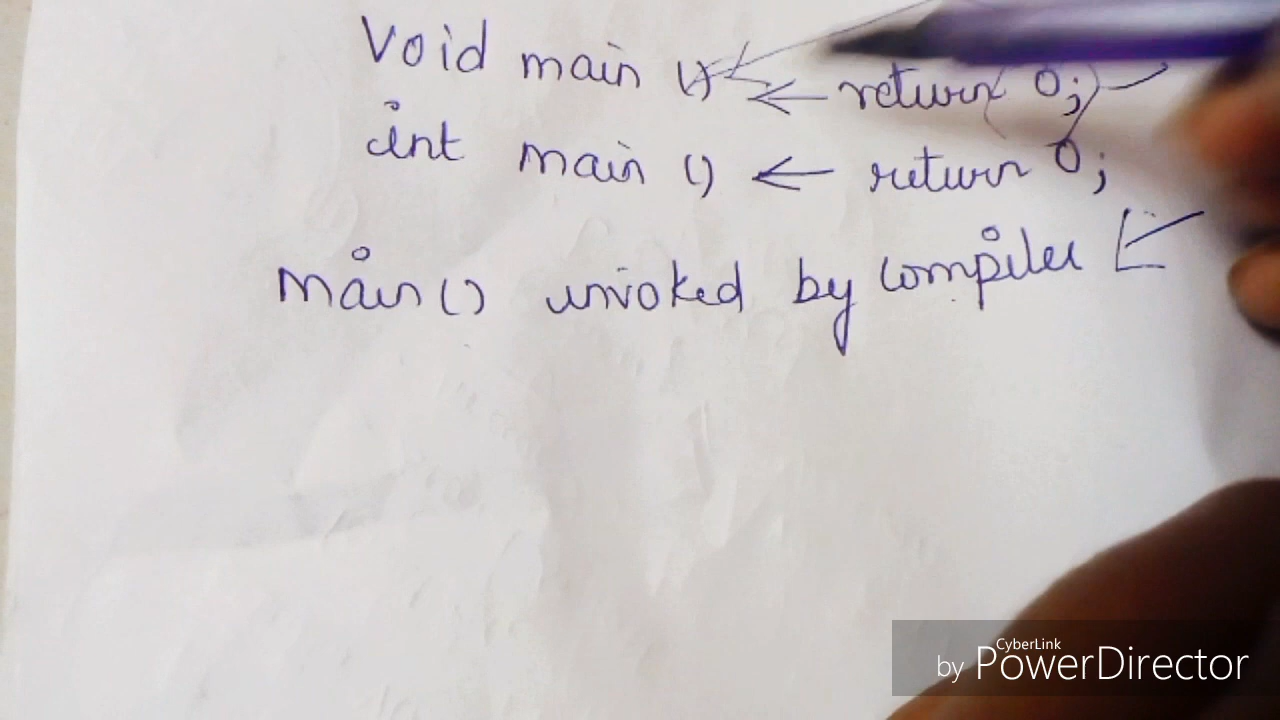 Void main () ← return 0;
int main () ← return 0;
main () invoked by compiler
CyberLink
by PowerDirector